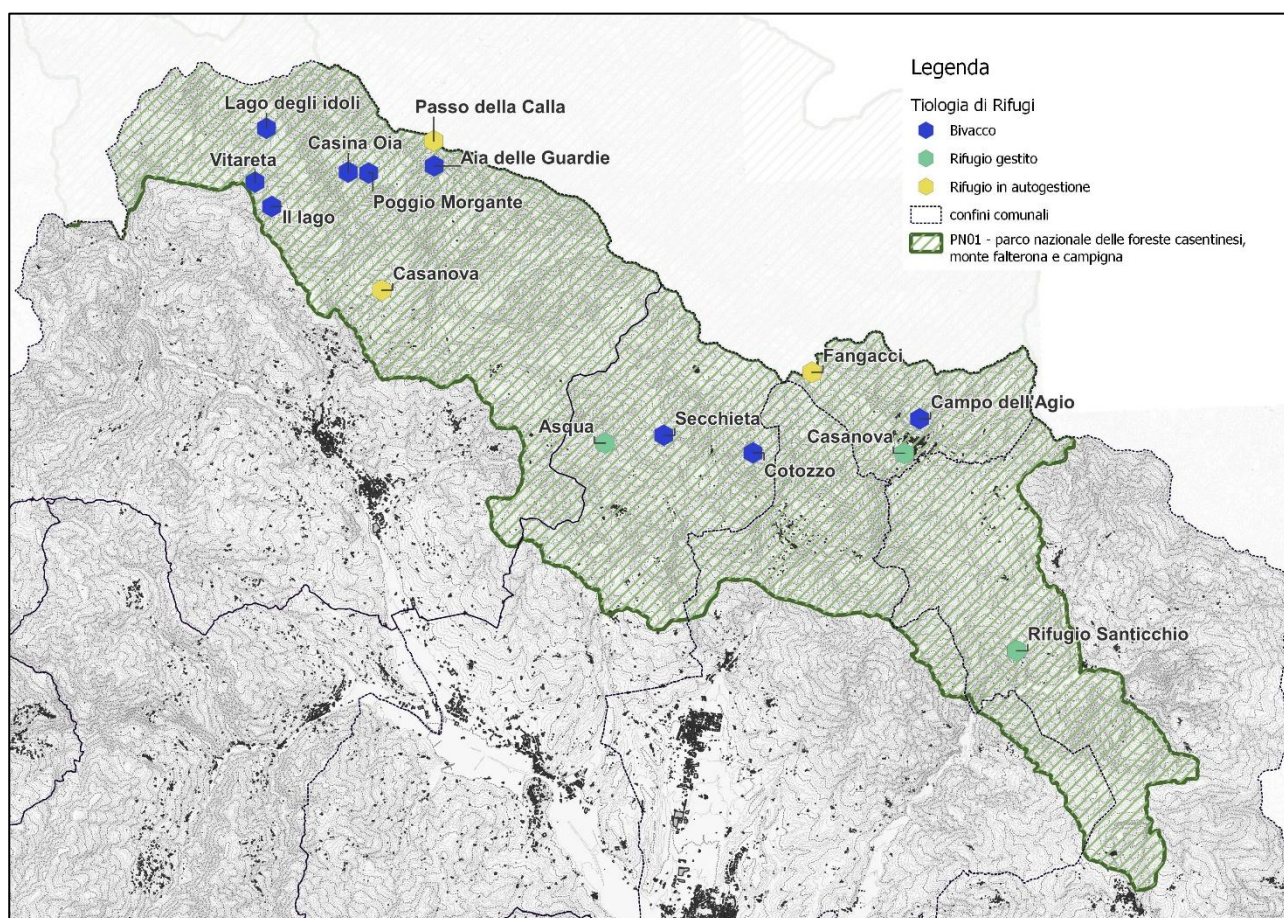 Legenda
Tiologia di Rifugi
Bivacco
Rifugio gestito
Rifugio in autogestione
confini comunali
PN01 - parco nazionale delle foreste casentinesi,
monte falterona e campigna
Lago degli idoli
Passo della Calla
Casina Oia
Aia delle Guardie
Vitareta
Poggio Morgante
Il lago
Casanova
Fangacci
Campo dell'Agio
Secchieta
Asqua
Casanova
Cotozzo
Rifugio Santicchio